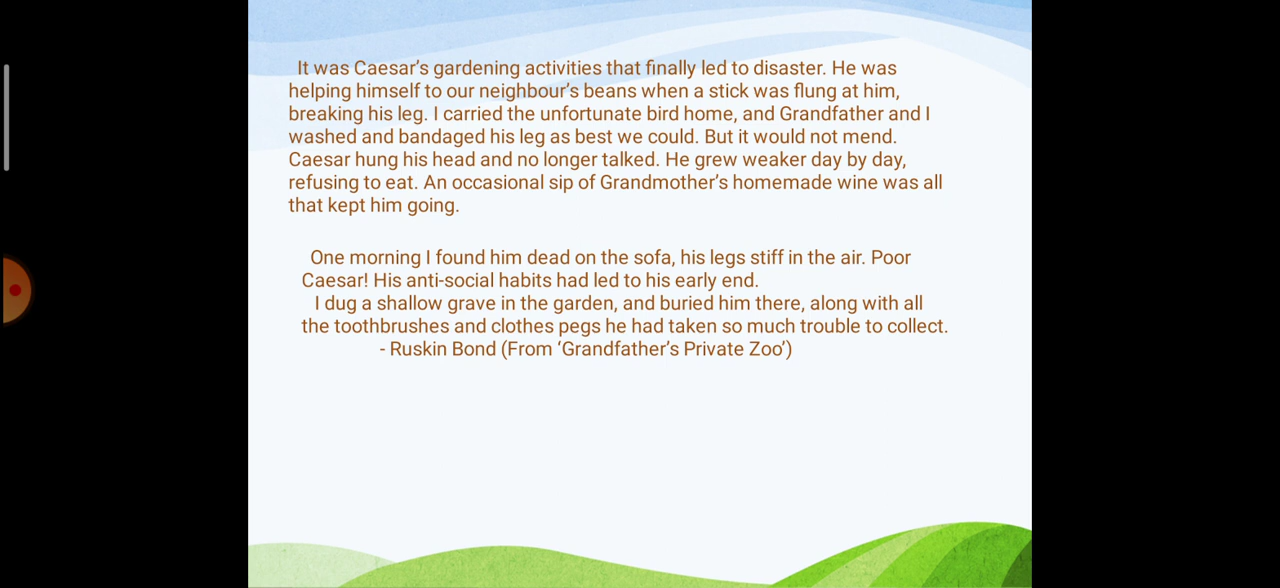 It was Caesar’s gardening activities that finally led to disaster. He was
helping himself to our neighbour’s beans when a stick was flung at him,
breaking his leg. I carried the unfortunate bird home, and Grandfather and I
washed and bandaged his leg as best we could. But it would not mend.
Caesar hung his head and no longer talked. He grew weaker day by day,
refusing to eat. An occasional sip of Grandmother’s homemade wine was all
that kept him going.
One morning I found him dead on the sofa, his legs stiff in the air. Poor
Caesar! His anti-social habits had led to his early end.
I dug a shallow grave in the garden, and buried him there, along with all
the toothbrushes and clothes pegs he had taken so much trouble to collect.
- Ruskin Bond (From ‘Grandfather’s Private Zoo’)